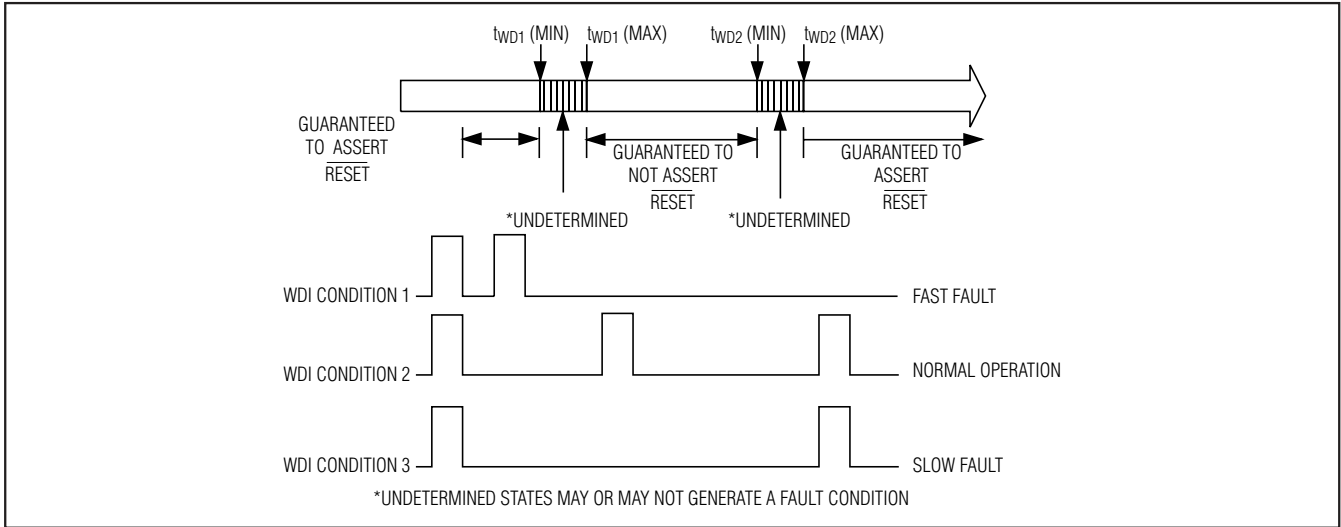 tWD1 (MIN) tWD1 (MAX) tWD2 (MIN) tWD2 (MAX)
GUARANTEED
TO ASSERT
RESET
GUARANTEED TO
NOT ASSERT
RESET
GUARANTEED TO
ASSERT
RESET
*UNDETERMINED *UNDETERMINED
WDI CONDITION 1 FAST FAULT
WDI CONDITION 2 NORMAL OPERATION
WDI CONDITION 3 SLOW FAULT
*UNDETERMINED STATES MAY OR MAY NOT GENERATE A FAULT CONDITION